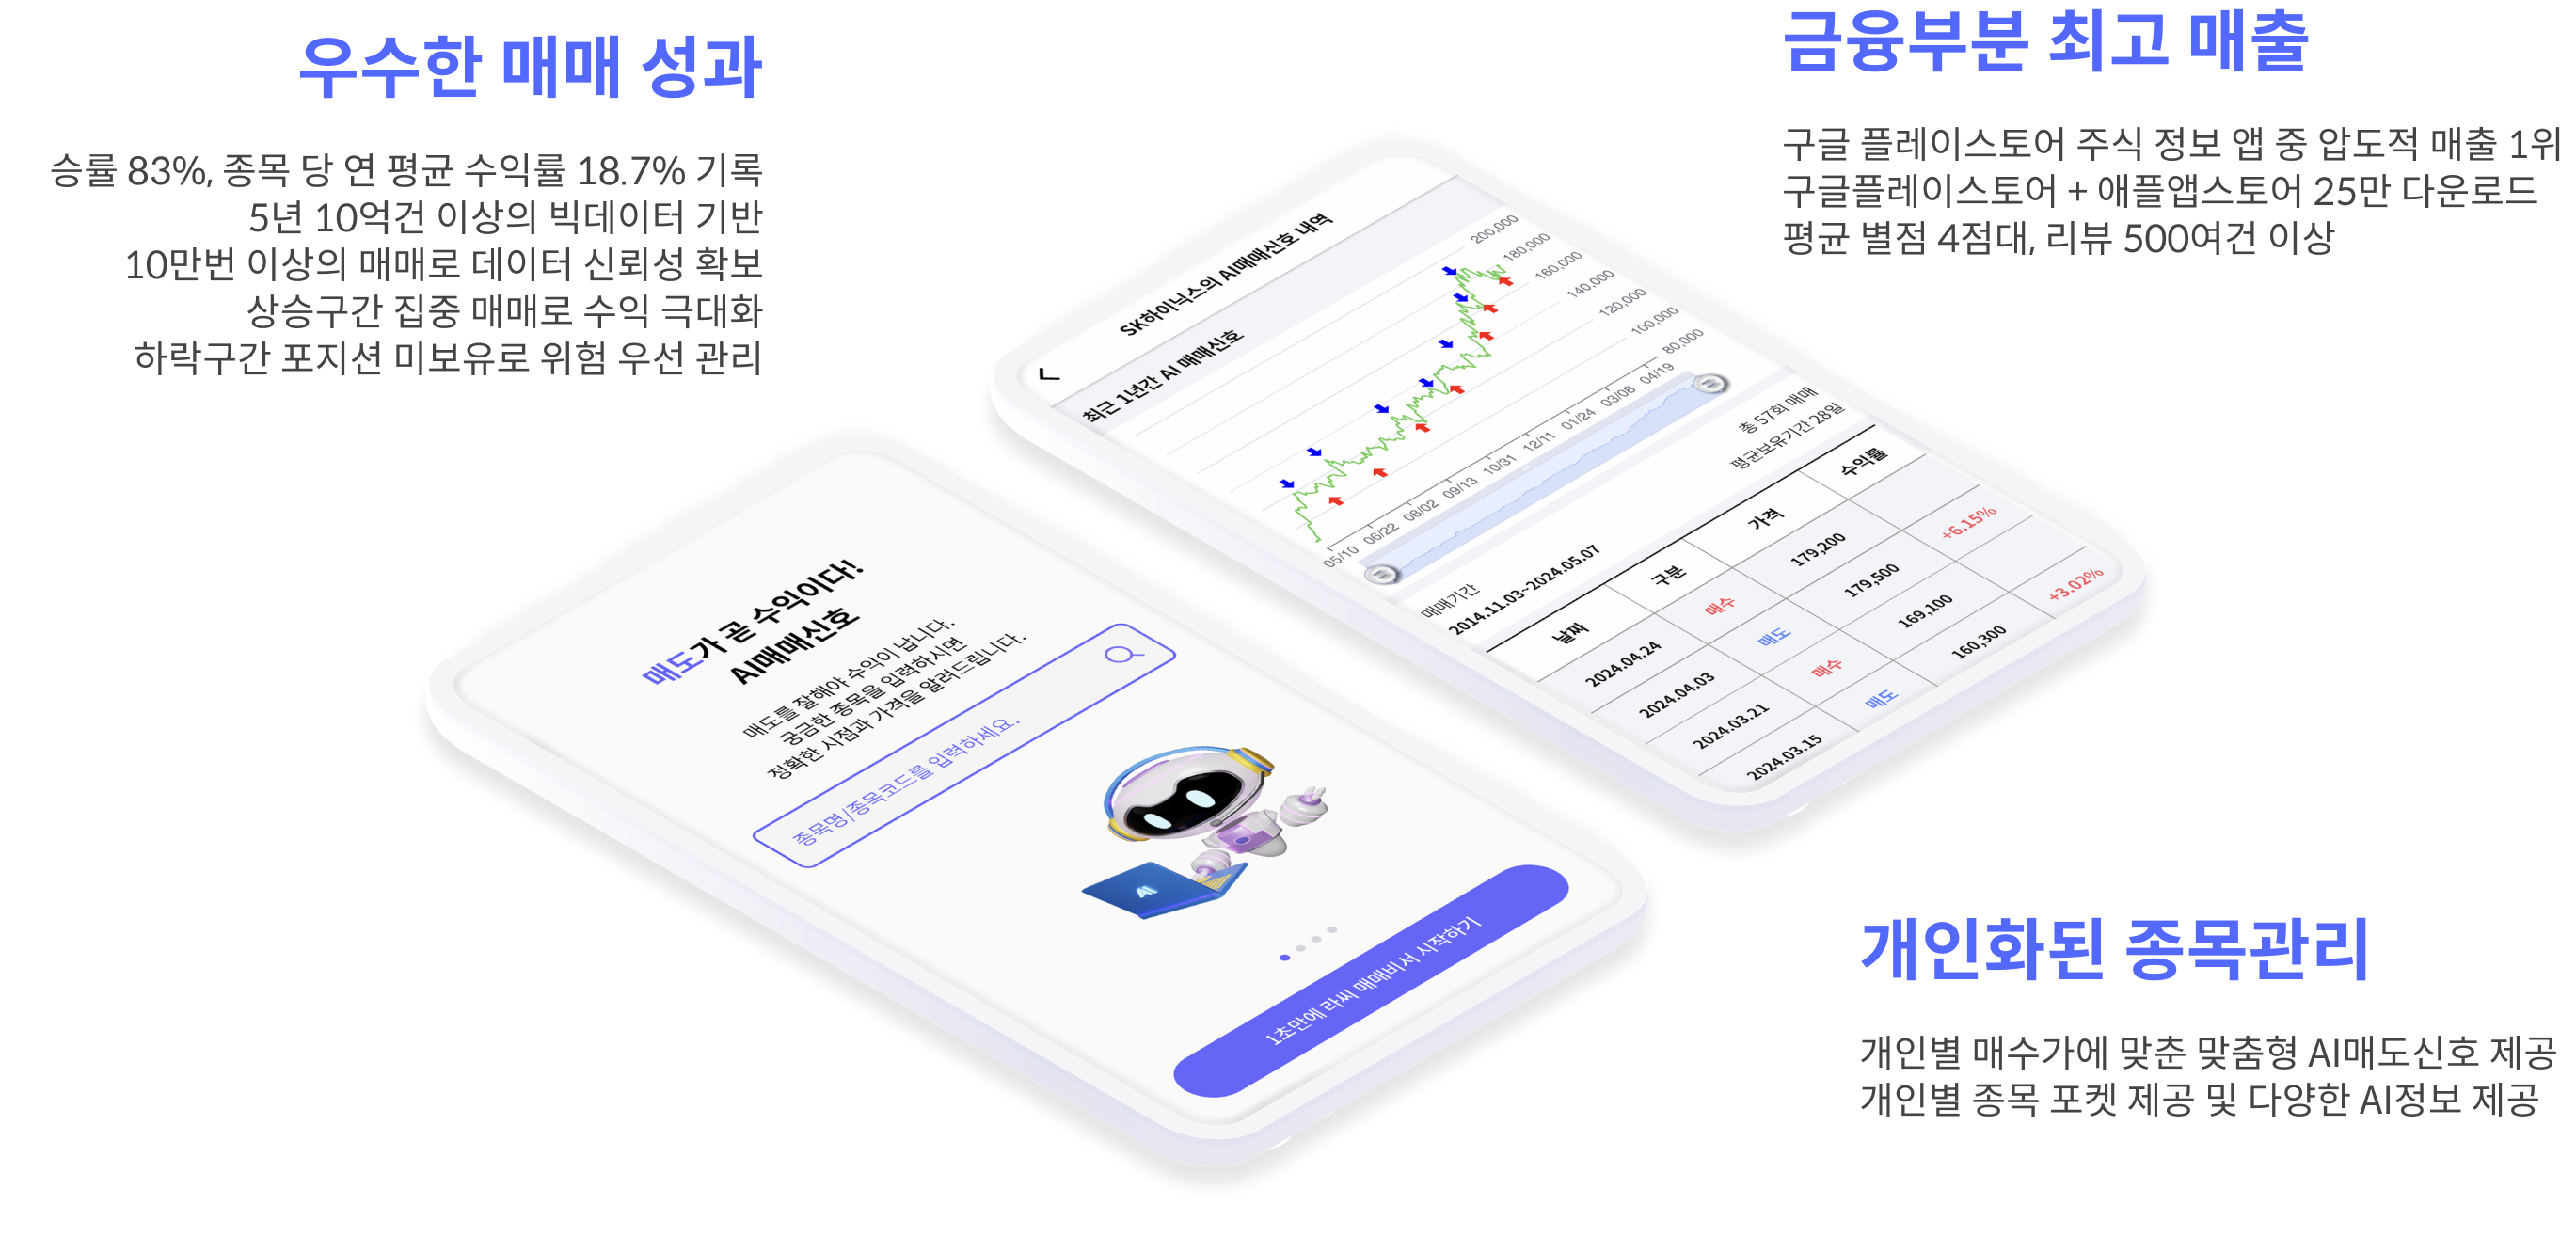 우수한 매매 성과
승률 83%, 종목 당 연 평균 수익률 18.7% 기록
5년 10억건 이상의 빅데이터 기반
10만번 이상의 매매로 데이터 신뢰성 확보
상승구간 집중 매매로 수익 극대화
하락구간 포지션 미보유로 위험 우선 관리
금융부분 최고 매출
구글 플레이스토어 주식 정보 앱 중 압도적 매출 1위
구글플레이스토어 + 애플앱스토어 25만 다운로드
평균 별점 4점대, 리뷰 500여건 이상
SK하이닉스의 AI매매신호 내역
최근 1년간 AI 매매신호
200,000
180,000
160,000
140,000
120,000
100,000
80,000
05/10 06/22 08/02 09/13 10/31 12/11 01/24 03/08 04/19
총 57회 매매
평균보유기간 28일
매매기간
2014.11.03~2024.05.07
날짜 구분 가격 수익률
2024.04.24 매수 179,200
2024.04.03 매도 179,500 +6.15%
2024.03.21 매수 169,100
2024.03.15 매도 160,300 +3.02%
매도가 곧 수익이다!
AI매매신호
매도를 잘해야 수익이 납니다.
궁금한 종목을 입력하시면
정확한 시점과 가격을 알려드립니다.
종목명/종목코드를 입력하세요.
AI
1초만에 라씨 매매비서 시작하기
개인화된 종목관리
개인별 매수가에 맞춘 맞춤형 AI매도신호 제공
개인별 종목 포켓 제공 및 다양한 AI정보 제공